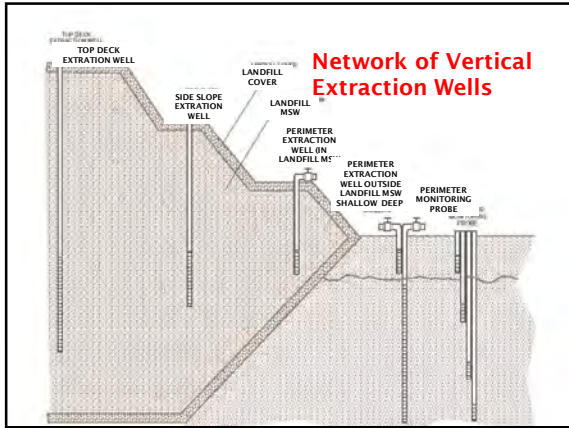 TOP DECK
EXTRATION WELL
Network of Vertical
Extraction Wells
LANDFILL
COVER
SIDE SLOPE
EXTRATION
WELL
LANDFILL
MSW
PERIMETER
EXTRACTION
WELL (IN
LANDFILL
PERIMETER
EXTRACTION
WELL OUTSIDE
LANDFILL MSW
SHALLOW DEEP
PERIMETER
MONITORING
PROBE